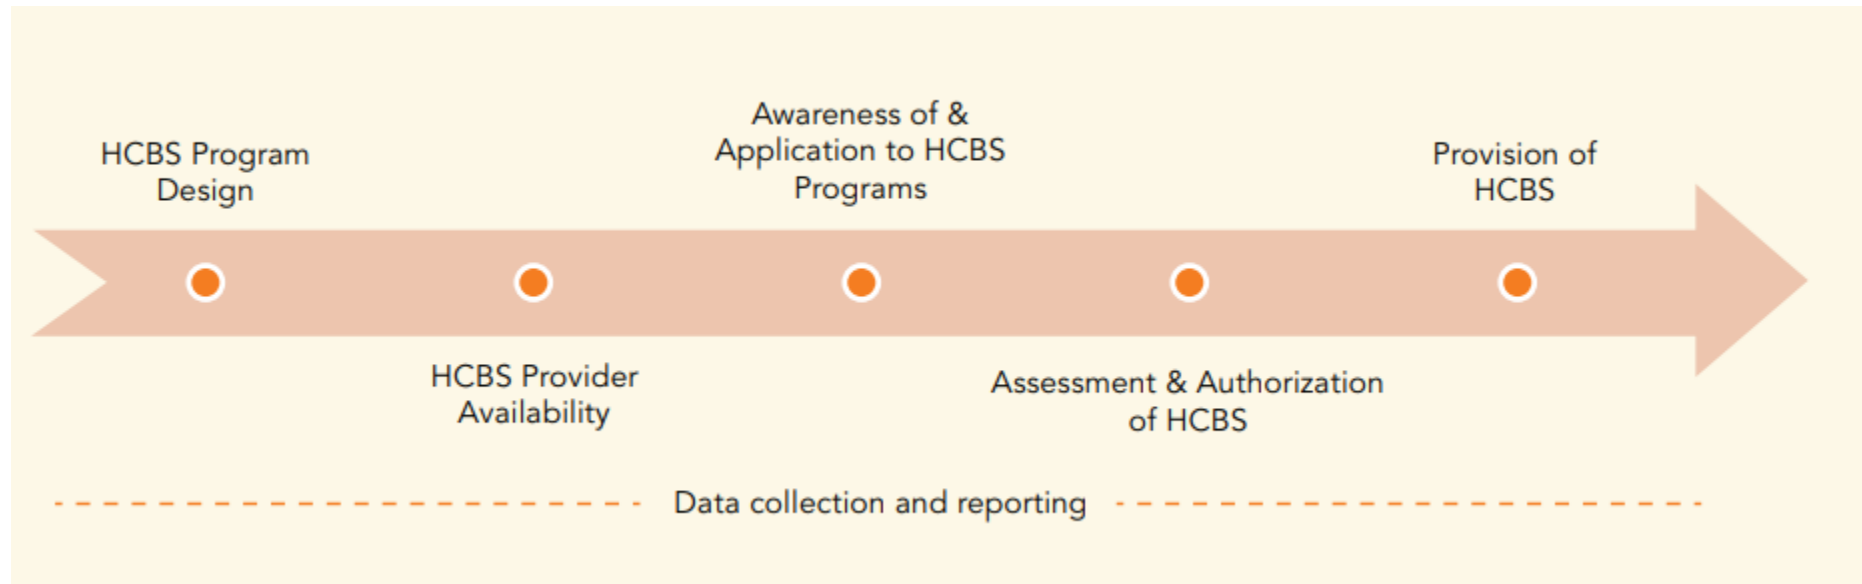 HCBS Program
Design
HCBS Provider
Availability
Awareness of &
Application to HCBS
Programs
Assessment & Authorization
of HCBS
Provision of
HCBS
Data collection and reporting